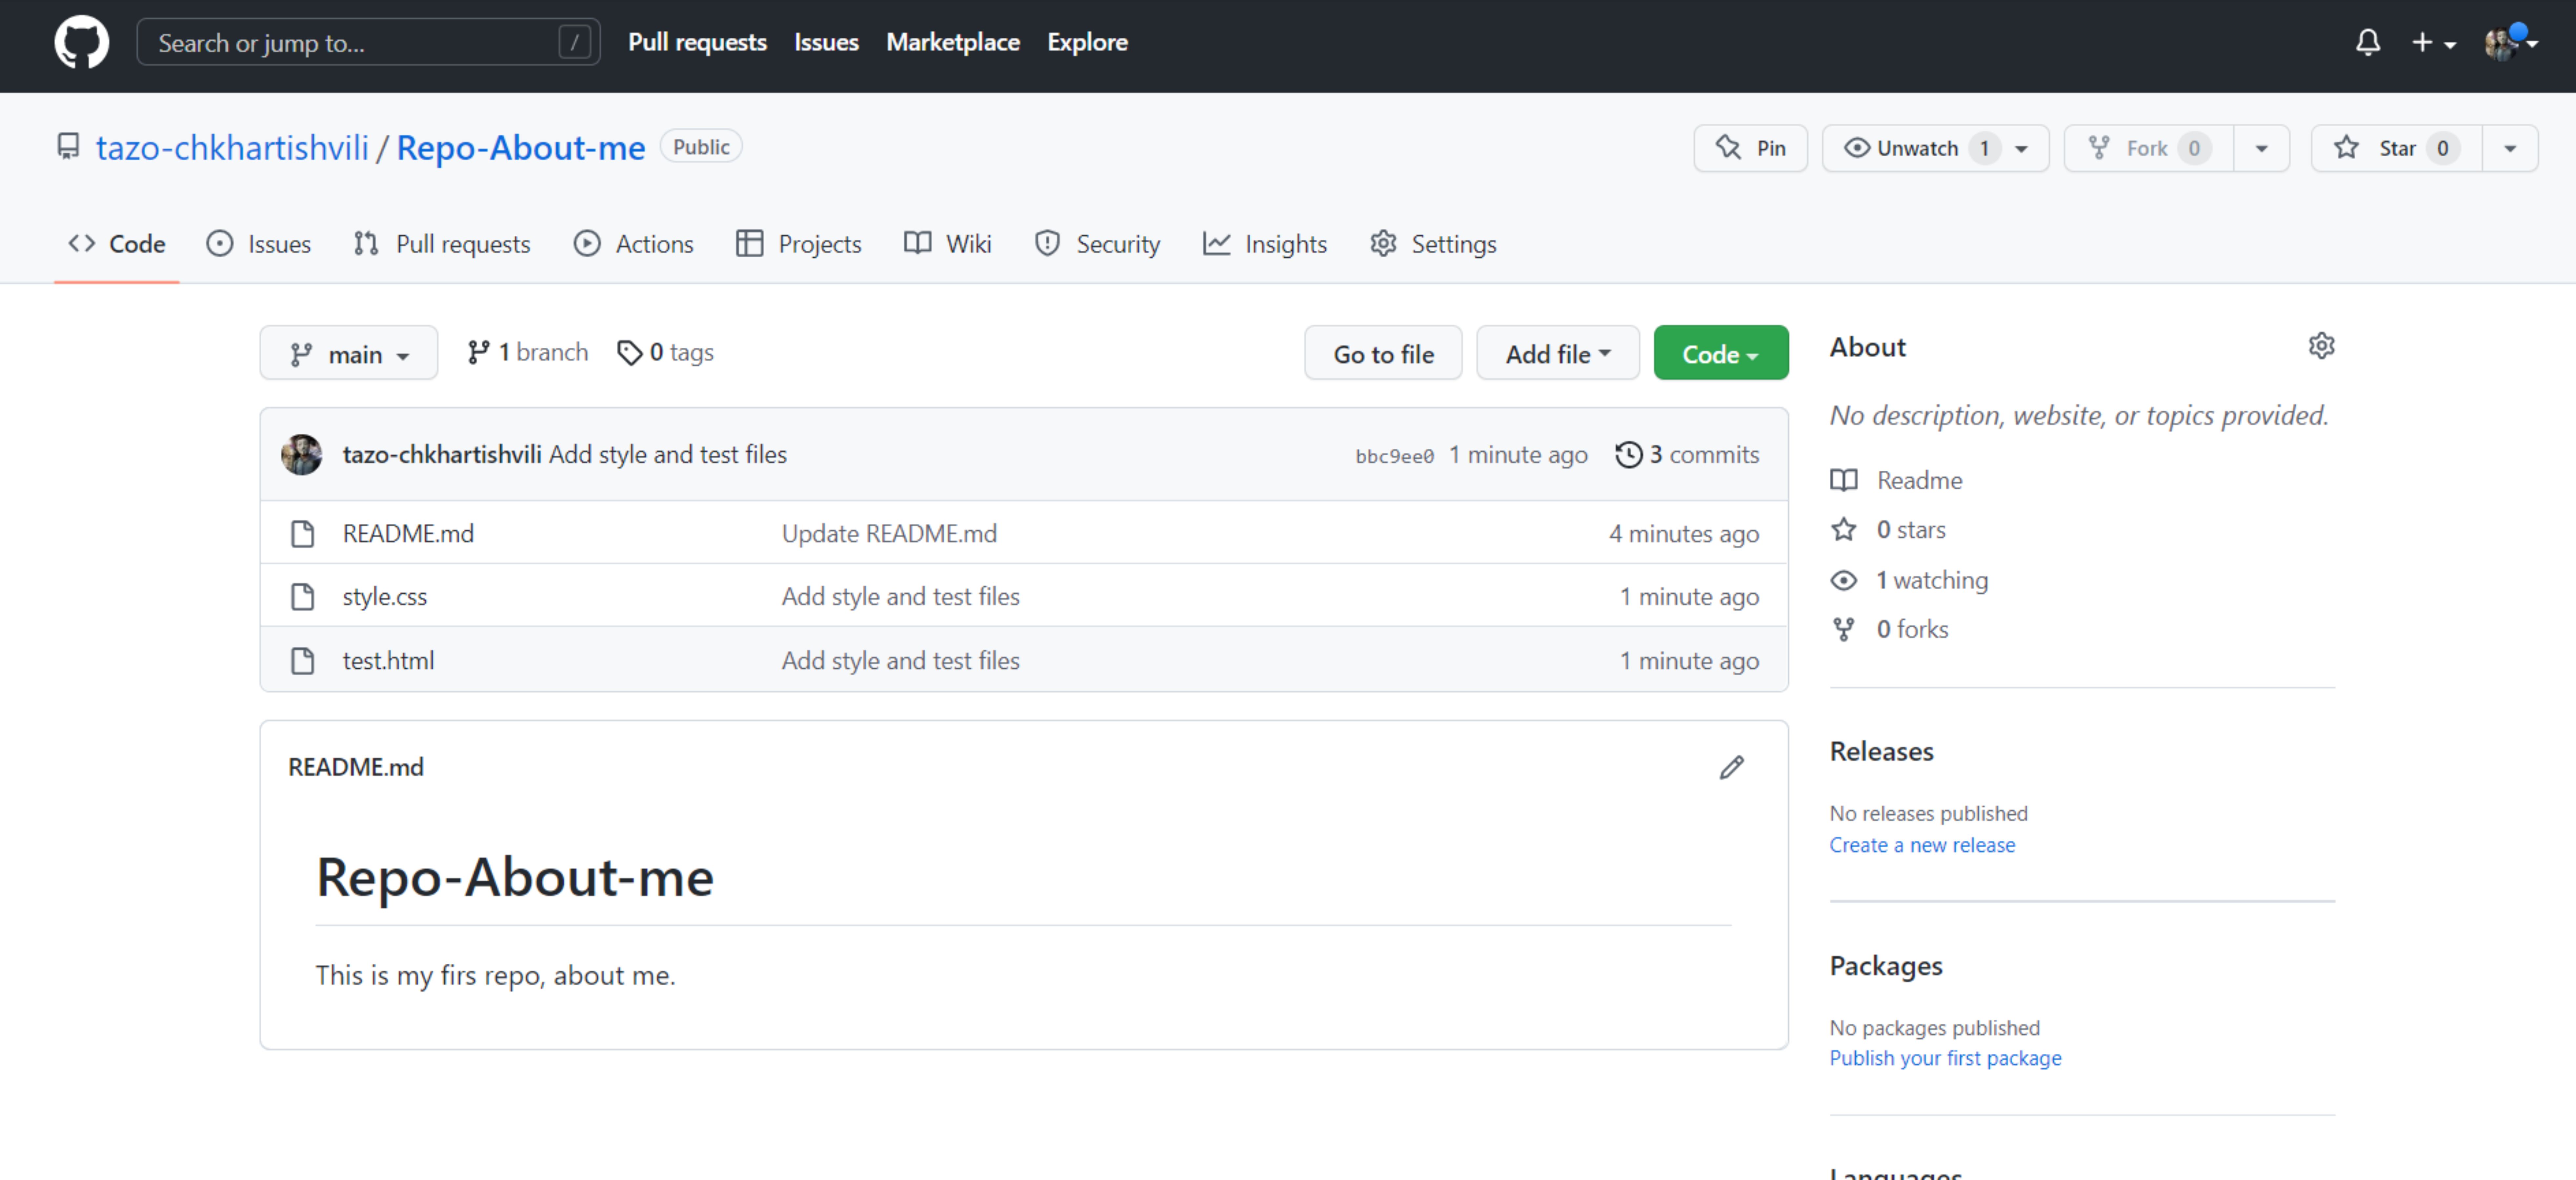 Search or jump to... / Pull requests Issues Marketplace Explore
tazo-chkhartishvili / Repo-About-me Public Pin Unwatch 1 Fork 0 Star 0
Code Issues Pull requests Actions Projects Wiki Security Insights Settings
main 1 branch 0 tags Go to file Add file Code
tazo-chkhartishvili Add style and test files bbc9ee0 1 minute ago 3 commits
README.md Update README.md 4 minutes ago
style.css Add style and test files 1 minute ago
test.html Add style and test files 1 minute ago
README.md
Repo-About-me
This is my firs repo, about me.
About
No description, website, or topics provided.
Readme
0 stars
1 watching
0 forks
Releases
No releases published
Create a new release
Packages
No packages published
Publish your first package
Languages